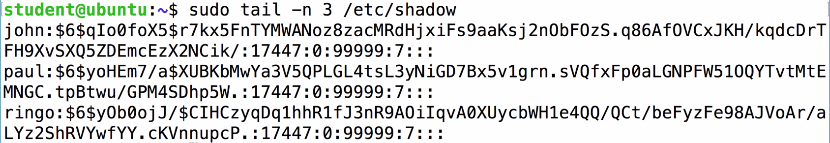 student@ubuntu:~$ sudo tail -n 3 /etc/shadow
john:$6$qIo0foX5$r7kx5FnTYMWANoz8zacMRdHjxiFs9aaKsj2nObFOzS.q86AfOVCxJKH/kqdcDrT
FH9XvSXQ5ZDEmcEzX2NCik/:17447:0:99999:7:::
paul:$6$yoHEm7/a$XUBKbMwYa3V5QPLGL4tsL3yNiGD7Bx5v1grn.sVQfxFp0aLGNPFW51OQYTvtMtE
MNGC.tpBtwu/GPM4SDhp5W.:17447:0:99999:7:::
ringo:$6$yOb0ojJ/$CIHCzyqDq1hhR1fJ3nR9AOiIqvA0XUycbWH1e4QQ/QCt/beFyzFe98AJVoAr/a
LYz2ShRVYwfYY.cKVnnupcP.:17447:0:99999:7:::